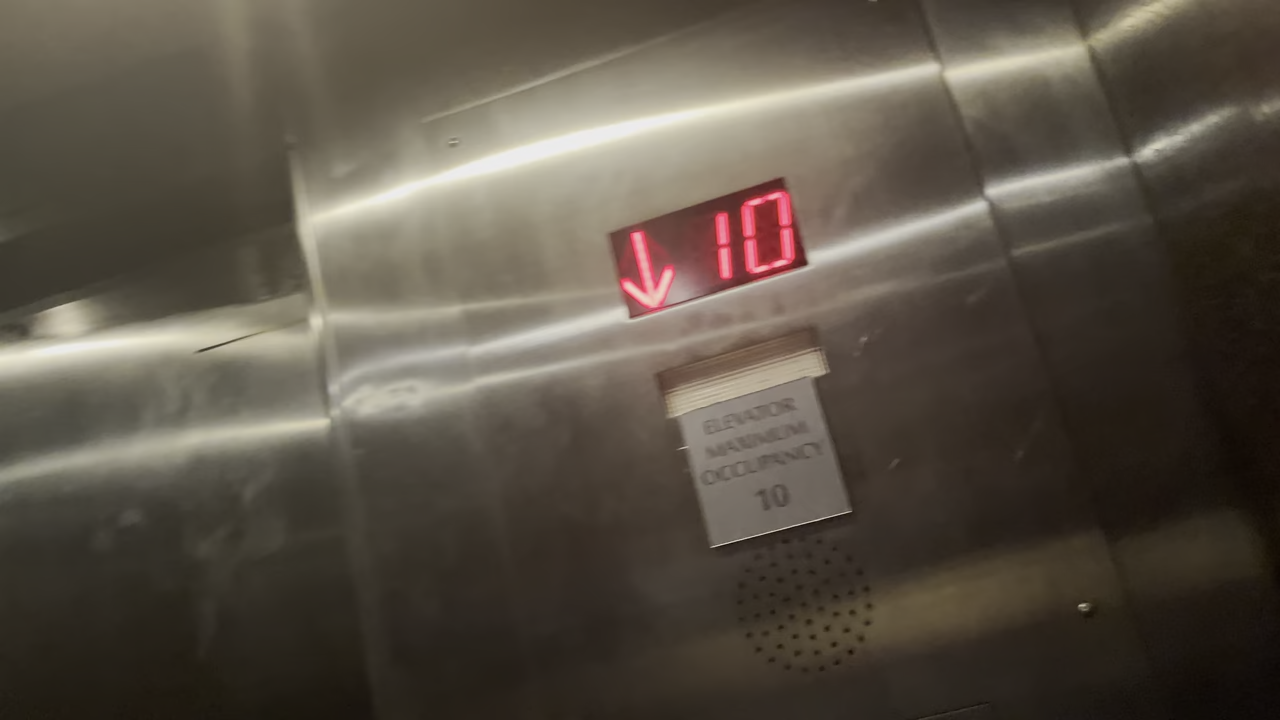 ↓ 10
ELEVATOR
MAXIMUM
OCCUPANCY
10